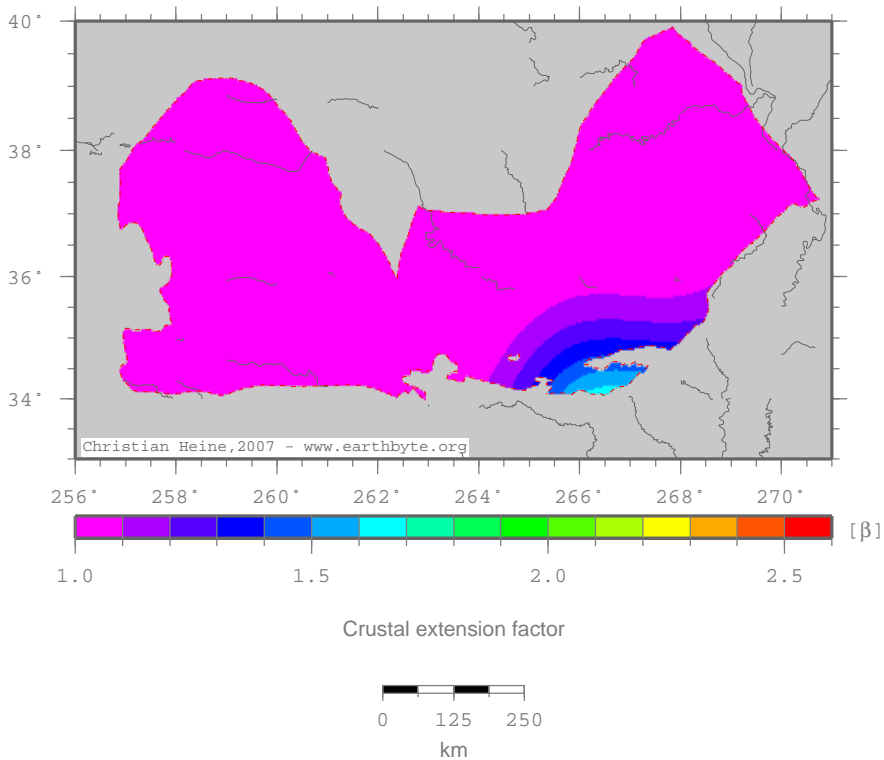 40°
38°
36°
34°
Christian Heine,2007 - www.earthbyte.org
256° 258° 260° 262° 264° 266° 268° 270°
[β]
1.0 1.5 2.0 2.5
Crustal extension factor
0 125 250
km